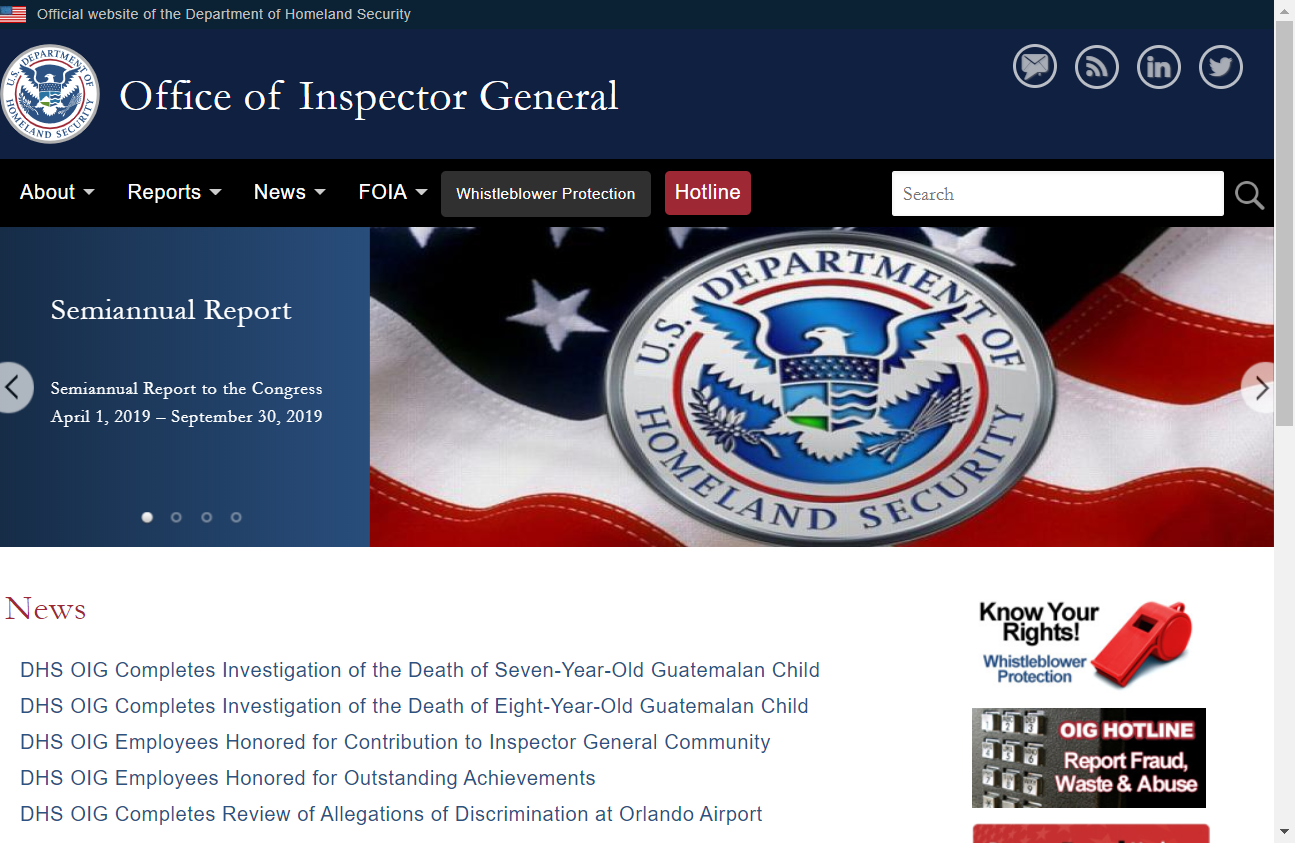 Official website of the Department of Homeland Security
U.S. DEPARTMENT OF HOMELAND SECURITY
Office of Inspector General
About
Reports
News
FOIA
Whistleblower Protection
Hotline
Search
Semiannual Report
Semiannual Report to the Congress
April 1, 2019 – September 30, 2019
U.S. DEPARTMENT OF
HOMELAND SECURITY
News
DHS OIG Completes Investigation of the Death of Seven-Year-Old Guatemalan Child
DHS OIG Completes Investigation of the Death of Eight-Year-Old Guatemalan Child
DHS OIG Employees Honored for Contribution to Inspector General Community
DHS OIG Employees Honored for Outstanding Achievements
DHS OIG Completes Review of Allegations of Discrimination at Orlando Airport
Know Your
Rights!
Whistleblower
Protection
OIG HOTLINE
Report Fraud,
Waste & Abuse